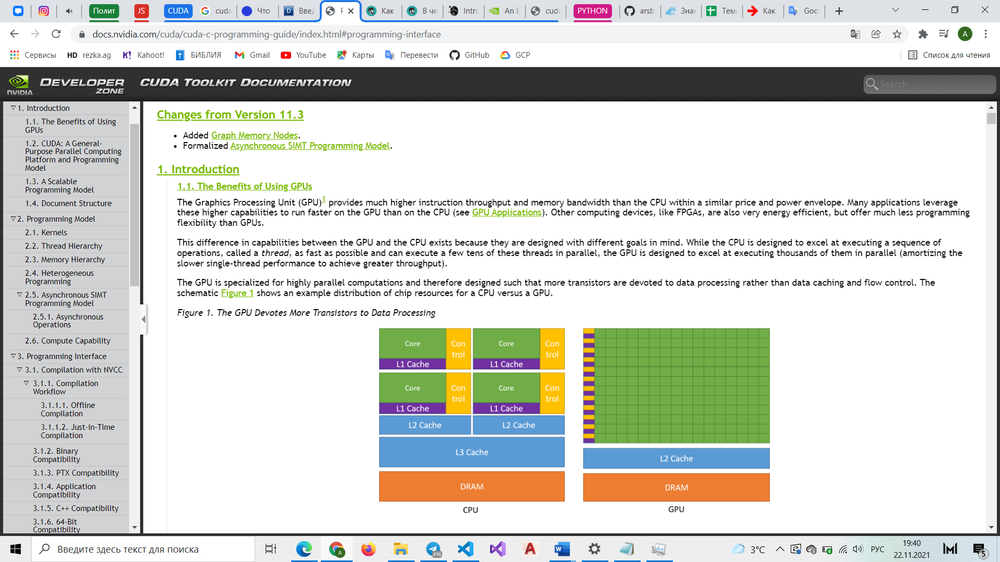 Полит
JS
CUDA
cuda
Что
Введ
Как
В че
Intro
An E
cuda
PYTHON
arsb
Зна
Тем
Как
Goo
docs.nvidia.com/cuda/cuda-c-programming-guide/index.html#programming-interface
A
Сервисы
HD rezka.ag
K! Kahoot!
БИБЛИЯ
Gmail
YouTube
Карты
Перевести
GitHub
GCP
Список для чтения
NVIDIA
DEVELOPER
ZONE
CUDA TOOLKIT DOCUMENTATION
Search
1. Introduction
1.1. The Benefits of Using
GPUs
1.2. CUDA: A General-
Purpose Parallel Computing
Platform and Programming
Model
1.3. A Scalable
Programming Model
1.4. Document Structure
2. Programming Model
2.1. Kernels
2.2. Thread Hierarchy
2.3. Memory Hierarchy
2.4. Heterogeneous
Programming
2.5. Asynchronous SIMT
Programming Model
2.5.1. Asynchronous
Operations
2.6. Compute Capability
3. Programming Interface
3.1. Compilation with NVCC
3.1.1. Compilation
Workflow
3.1.1.1. Offline
Compilation
3.1.1.2. Just-in-Time
Compilation
3.1.2. Binary
Compatibility
3.1.3. PTX Compatibility
3.1.4. Application
Compatibility
3.1.5. C++ Compatibility
3.1.6. 64-Bit
Compatibility
Changes from Version 11.3
Added Graph Memory Nodes.
Formalized Asynchronous SIMT Programming Model.
1. Introduction
1.1. The Benefits of Using GPUs
The Graphics Processing Unit (GPU)1 provides much higher instruction throughput and memory bandwidth than the CPU within a similar price and power envelope. Many applications leverage
these higher capabilities to run faster on the GPU than on the CPU (see GPU Applications). Other computing devices, like FPGAs, are also very energy efficient, but offer much less programming
flexibility than GPUs.
This difference in capabilities between the GPU and the CPU exists because they are designed with different goals in mind. While the CPU is designed to excel at executing a sequence of
operations, called a thread, as fast as possible and can execute a few tens of these threads in parallel, the GPU is designed to excel at executing thousands of them in parallel (amortizing the
slower single-thread performance to achieve greater throughput).
The GPU is specialized for highly parallel computations and therefore designed such that more transistors are devoted to data processing rather than data caching and flow control. The
schematic Figure 1 shows an example distribution of chip resources for a CPU versus a GPU.
Figure 1. The GPU Devotes More Transistors to Data Processing
Core
Con
trol
L1 Cache
Core
Con
trol
L1 Cache
Core
Con
trol
L1 Cache
Core
Con
trol
L1 Cache
L2 Cache
L2 Cache
L3 Cache
DRAM
CPU
L2 Cache
DRAM
GPU
Введите здесь текст для поиска
496
3°C
РУС
19:40
22.11.2021
5